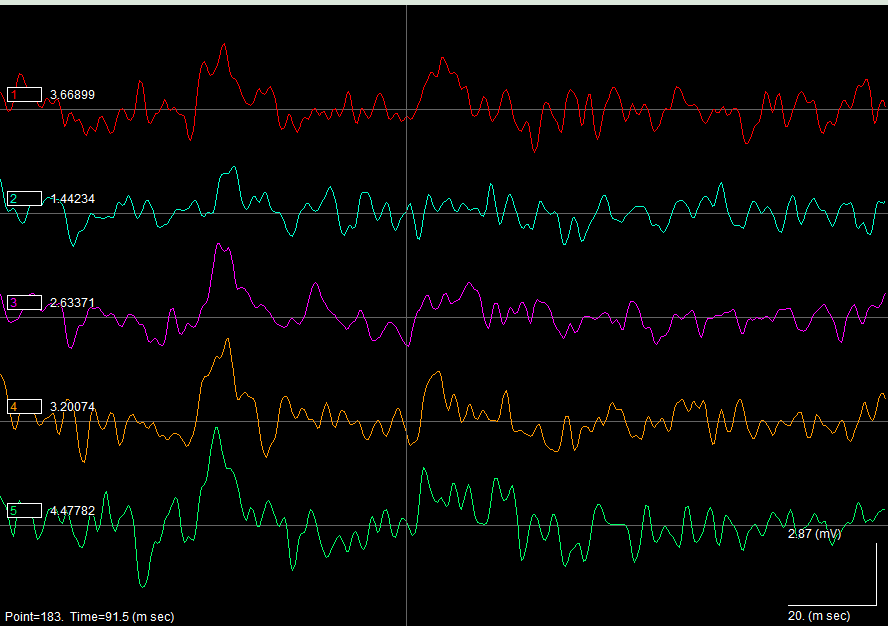 1 3.66899
2 1.44234
3 2.63371
4 3.20074
5 4.47782
2.87 (mV)
Point=183. Time=91.5 (m sec)
20. (m sec)